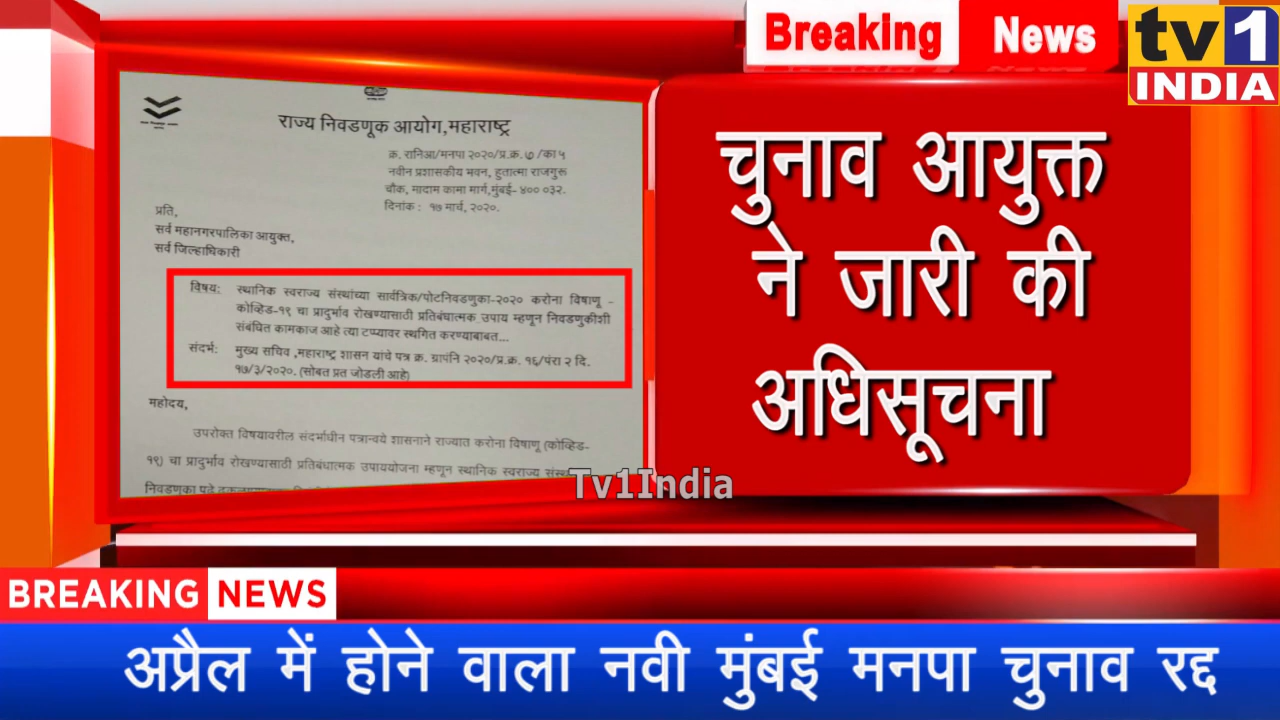 Breaking News
tv1
INDIA
राज्य निवडणूक आयोग,महाराष्ट्र
क्र. रानिआ/मनपा २०२०/प्र.क्र. ७ /का ५
नवीन प्रशासकीय भवन, हुतात्मा राजगुरू
चौक, मादाम कामा मार्ग,मुंबई- ४०० ०३२.
दिनांक : १७ मार्च, २०२०.
प्रति,
सर्व महानगरपालिका आयुक्त,
सर्व जिल्हाधिकारी
विषय: स्थानिक स्वराज्य संस्थांच्या सार्वत्रिक/पोटनिवडणुका-२०२० करोना विषाणू -
कोव्हिड-१९ चा प्रादुर्भाव रोखण्यासाठी प्रतिबंधात्मक उपाय म्हणून निवडणुकीशी
संबंधित कामकाज आहे त्या टप्प्यावर स्थगित करण्याबाबत...
संदर्भ: मुख्य सचिव ,महाराष्ट्र शासन यांचे पत्र क्र. ग्रापंनि २०२०/प्र.क्र. १६/पंरा २ दि.
१७/३/२०२०. (सोबत प्रत जोडली आहे)
महोदय,
उपरोक्त विषयावरील संदर्भाधीन पत्रान्वये शासनाने राज्यात करोना विषाणू (कोव्हिड-
१९) चा प्रादुर्भाव रोखण्यासाठी प्रतिबंधात्मक उपाययोजना म्हणून स्थानिक स्वराज्य
निवडणुका पुढे
चुनाव आयुक्त
ने जारी की
अधिसूचना
Tv1India
BREAKING NEWS
अप्रैल में होने वाला नवी मुंबई मनपा चुनाव रद्द